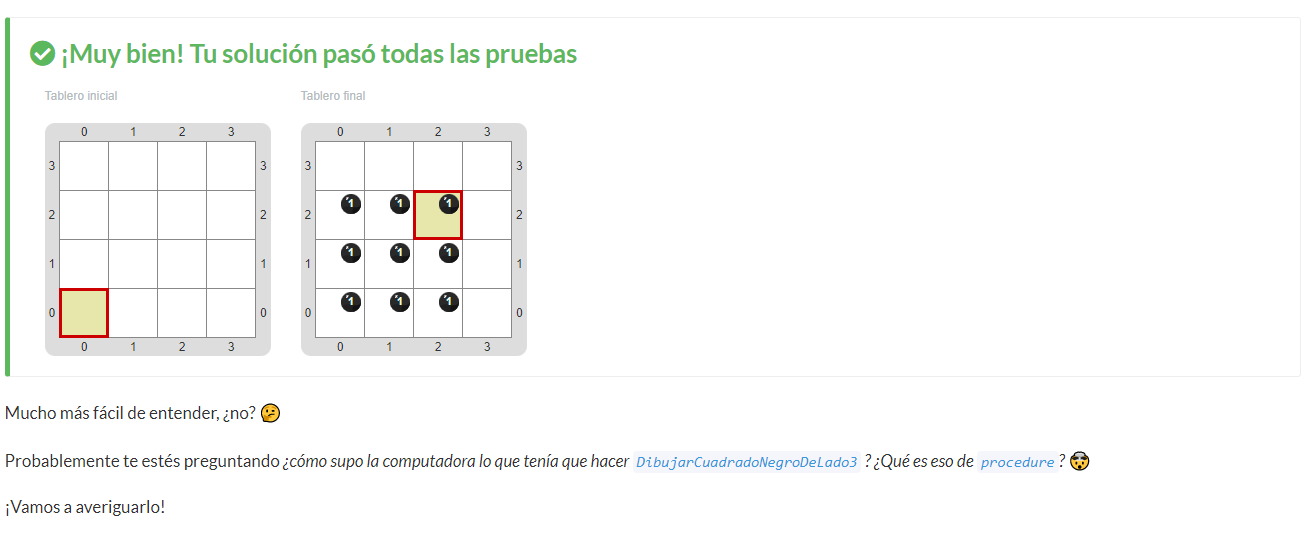 ¡Muy bien! Tu solución pasó todas las pruebas
Tablero inicial Tablero final
0 1 2 3 0 1 2 3
3 3 3 3
2 2 2 1 1 1 2
1 1 1 1 1 1 1
0 0 0 1 1 1 0
0 1 2 3 0 1 2 3
Mucho más fácil de entender, ¿no? 🤔
Probablemente te estés preguntando ¿cómo supo la computadora lo que tenía que hacer DibujarCuadradoNegroDeLado3 ? ¿Qué es eso de procedure ? 🤯
¡Vamos a averiguarlo!